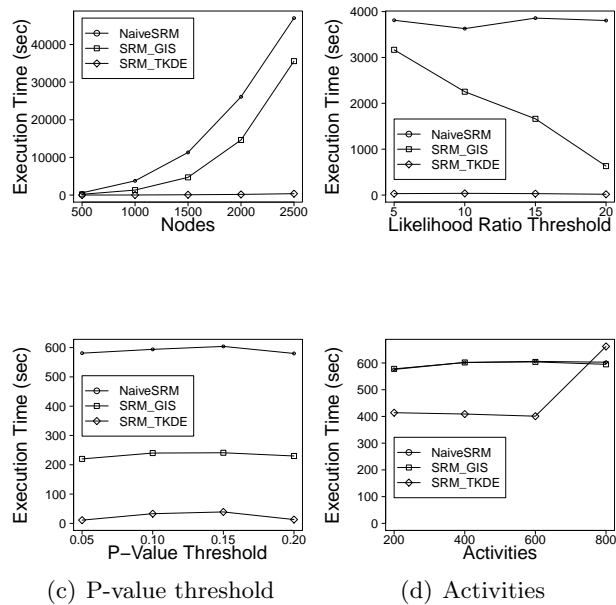 Execution Time (sec)
40000
30000
20000
10000
0
NaiveSRM
SRM_GIS
SRM_TKDE
500 1000 1500 2000 2500
Nodes
Execution Time (sec)
4000
3000
2000
1000
0
NaiveSRM
SRM_GIS
SRM_TKDE
5 10 15 20
Likelihood Ratio Threshold
Execution Time (sec)
600
500
400
300
200
100
0
NaiveSRM
SRM_GIS
SRM_TKDE
0.05 0.10 0.15 0.20
P−Value Threshold
(c) P-value threshold
Execution Time (sec)
600
500
400
300
200
100
0
NaiveSRM
SRM_GIS
SRM_TKDE
200 400 600 800
Activities
(d) Activities